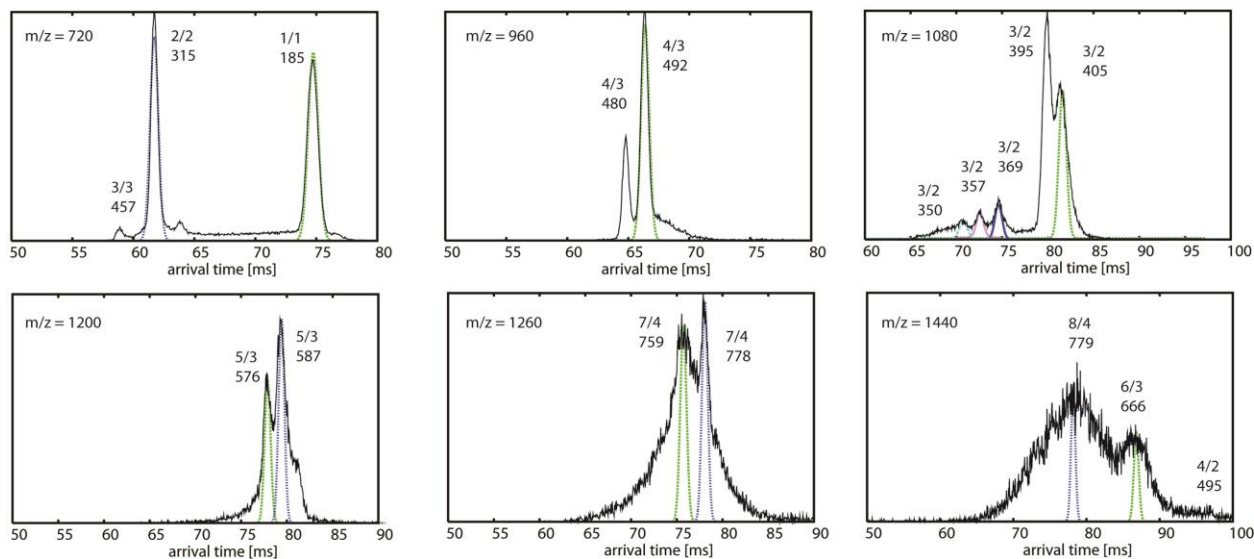 m/z = 720
2/2
315
1/1
185
3/3
457
50 55 60 65 70 75 80
arrival time [ms]
m/z = 960
4/3
492
4/3
480
50 55 60 65 70 75 80
arrival time [ms]
m/z = 1080
3/2
395
3/2
405
3/2
369
3/2
357
3/2
350
60 65 70 75 80 85 90 95 100
arrival time [ms]
m/z = 1200
5/3
587
5/3
576
50 55 60 65 70 75 80 85 90
arrival time [ms]
m/z = 1260
7/4
759
7/4
778
50 55 60 65 70 75 80 85 90
arrival time [ms]
m/z = 1440
8/4
779
6/3
666
4/2
495
50 60 70 80 90 100
arrival time [ms]